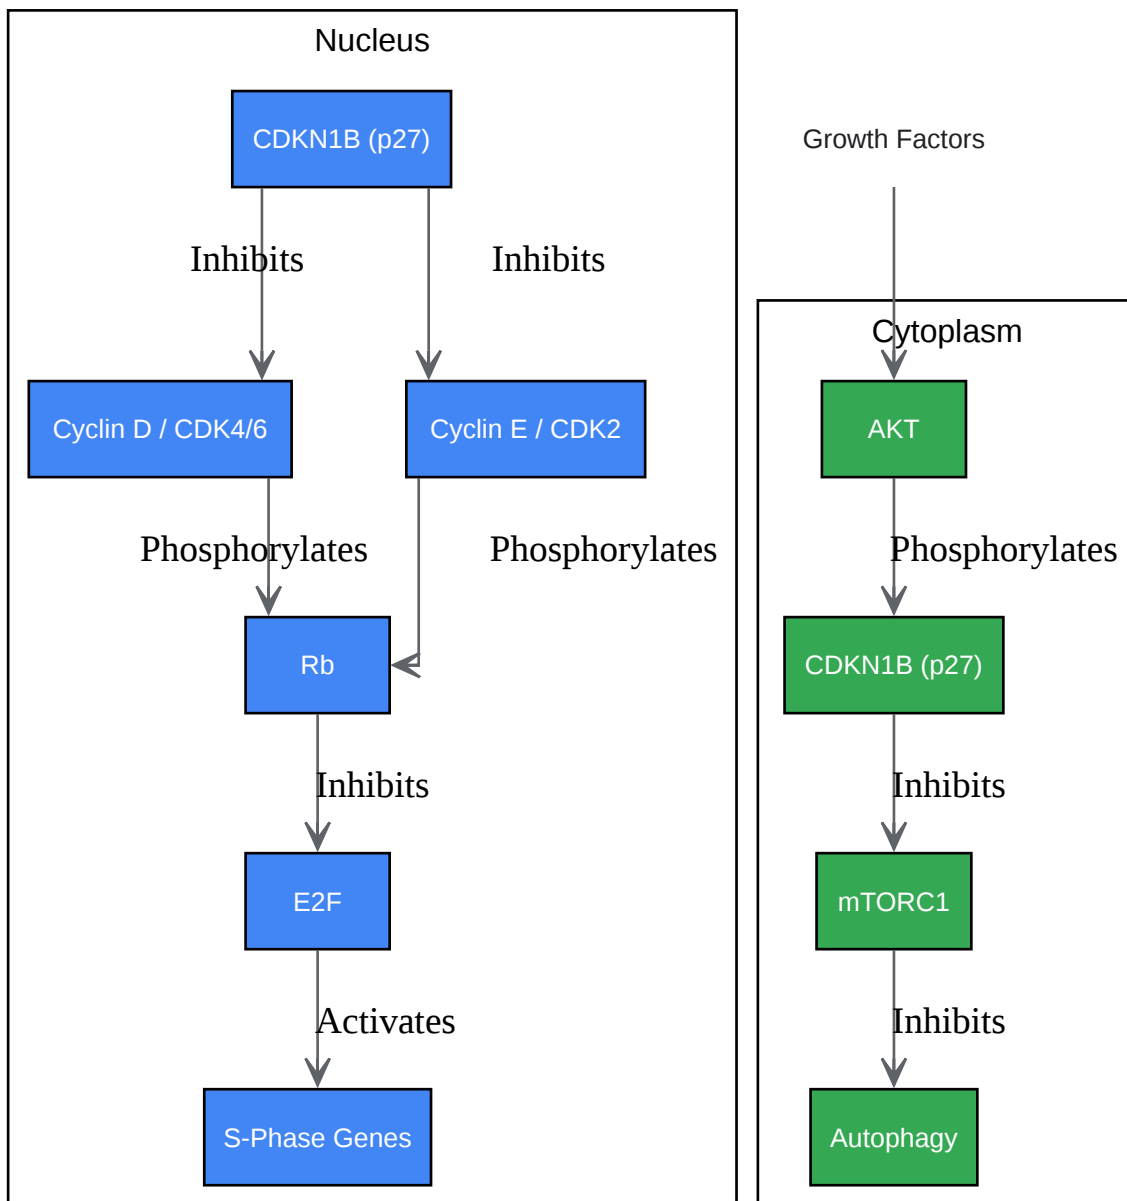 Nucleus
CDKN1B (p27)
Inhibits
Inhibits
Cyclin D / CDK4/6
Cyclin E / CDK2
Phosphorylates
Phosphorylates
Rb
Inhibits
E2F
Activates
S-Phase Genes
Growth Factors
Cytoplasm
AKT
Phosphorylates
CDKN1B (p27)
Inhibits
mTORC1
Inhibits
Autophagy